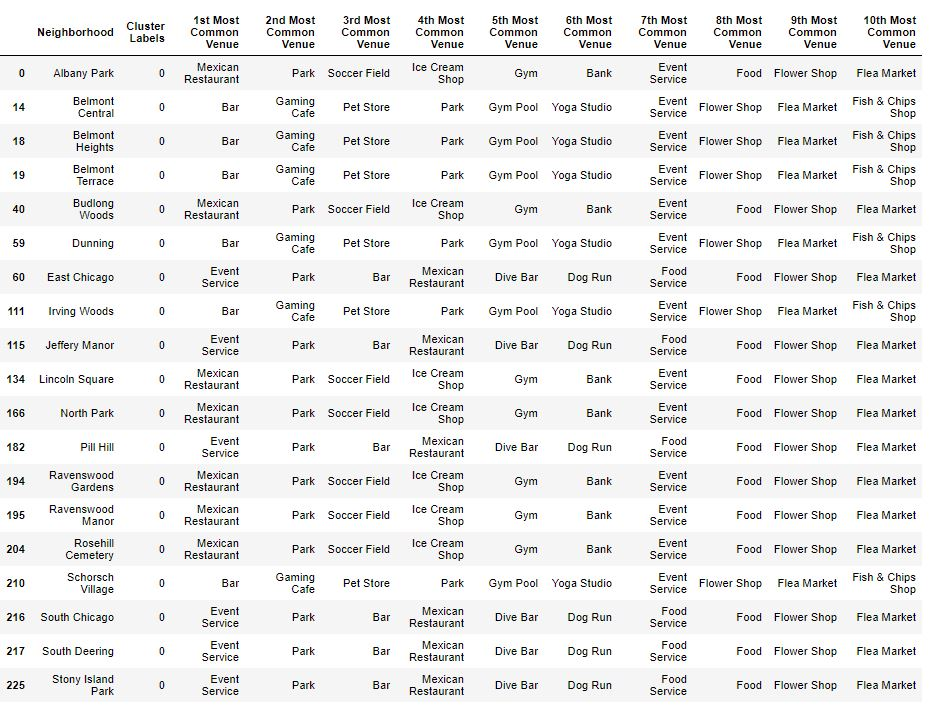 Neighborhood Cluster Labels 1st Most Common Venue 2nd Most Common Venue 3rd Most Common Venue 4th Most Common Venue 5th Most Common Venue 6th Most Common Venue 7th Most Common Venue 8th Most Common Venue 9th Most Common Venue 10th Most Common Venue
0 Albany Park 0 Mexican Restaurant Park Soccer Field Ice Cream Shop Gym Bank Event Service Food Flower Shop Flea Market
14 Belmont Central 0 Bar Gaming Cafe Pet Store Park Gym Pool Yoga Studio Event Service Flower Shop Flea Market Fish & Chips Shop
18 Belmont Heights 0 Bar Gaming Cafe Pet Store Park Gym Pool Yoga Studio Event Service Flower Shop Flea Market Fish & Chips Shop
19 Belmont Terrace 0 Bar Gaming Cafe Pet Store Park Gym Pool Yoga Studio Event Service Flower Shop Flea Market Fish & Chips Shop
40 Budlong Woods 0 Mexican Restaurant Park Soccer Field Ice Cream Shop Gym Bank Event Service Food Flower Shop Flea Market
59 Dunning 0 Bar Gaming Cafe Pet Store Park Gym Pool Yoga Studio Event Service Flower Shop Flea Market Fish & Chips Shop
60 East Chicago 0 Event Service Park Bar Mexican Restaurant Dive Bar Dog Run Food Service Food Flower Shop Flea Market
111 Irving Woods 0 Bar Gaming Cafe Pet Store Park Gym Pool Yoga Studio Event Service Flower Shop Flea Market Fish & Chips Shop
115 Jeffery Manor 0 Event Service Park Bar Mexican Restaurant Dive Bar Dog Run Food Service Food Flower Shop Flea Market
134 Lincoln Square 0 Mexican Restaurant Park Soccer Field Ice Cream Shop Gym Bank Event Service Food Flower Shop Flea Market
166 North Park 0 Mexican Restaurant Park Soccer Field Ice Cream Shop Gym Bank Event Service Food Flower Shop Flea Market
182 Pill Hill 0 Event Service Park Bar Mexican Restaurant Dive Bar Dog Run Food Service Food Flower Shop Flea Market
194 Ravenswood Gardens 0 Mexican Restaurant Park Soccer Field Ice Cream Shop Gym Bank Event Service Food Flower Shop Flea Market
195 Ravenswood Manor 0 Mexican Restaurant Park Soccer Field Ice Cream Shop Gym Bank Event Service Food Flower Shop Flea Market
204 Rosehill Cemetery 0 Mexican Restaurant Park Soccer Field Ice Cream Shop Gym Bank Event Service Food Flower Shop Flea Market
210 Schorsch Village 0 Bar Gaming Cafe Pet Store Park Gym Pool Yoga Studio Event Service Flower Shop Flea Market Fish & Chips Shop
216 South Chicago 0 Event Service Park Bar Mexican Restaurant Dive Bar Dog Run Food Service Food Flower Shop Flea Market
217 South Deering 0 Event Service Park Bar Mexican Restaurant Dive Bar Dog Run Food Service Food Flower Shop Flea Market
225 Stony Island Park 0 Event Service Park Bar Mexican Restaurant Dive Bar Dog Run Food Service Food Flower Shop Flea Market